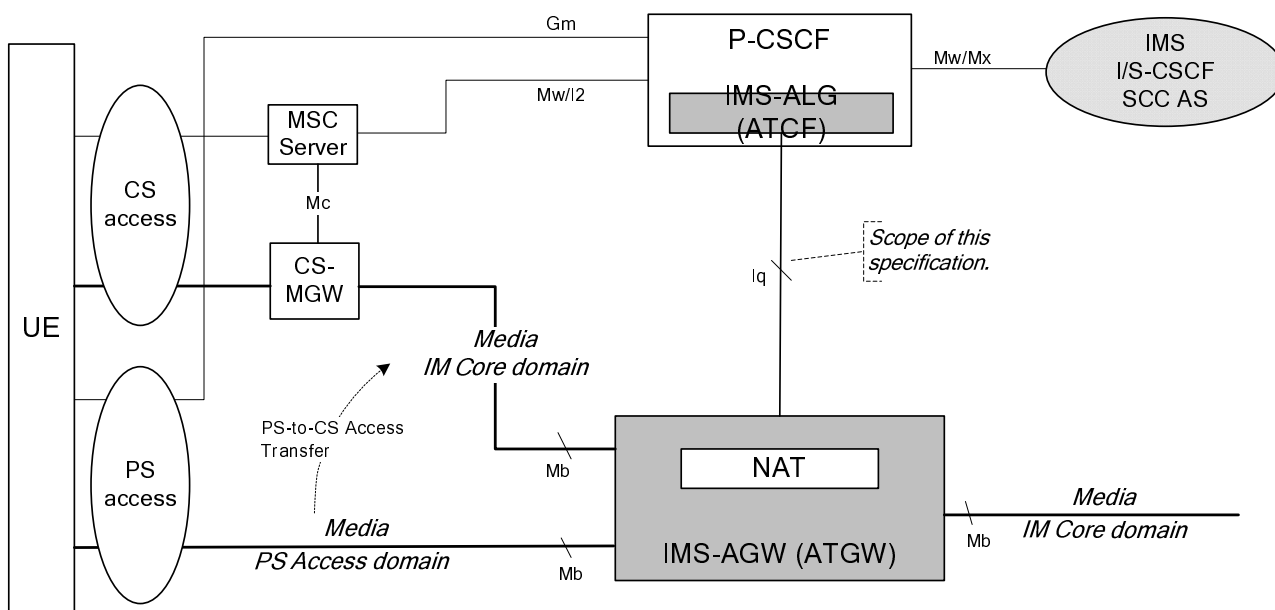 Gm
P-CSCF
IMS
I/S-CSCF
SCC AS
Mw/Mx
Mw/I2
IMS-ALG
(ATCF)
MSC
Server
CS
access
Mc
CS-
MGW
Scope of this
specification.
Iq
UE
Media
IM Core domain
PS-to-CS Access
Transfer
PS
access
Mb
NAT
Media
PS Access domain
Mb
IMS-AGW (ATGW)
Media
IM Core domain
Mb